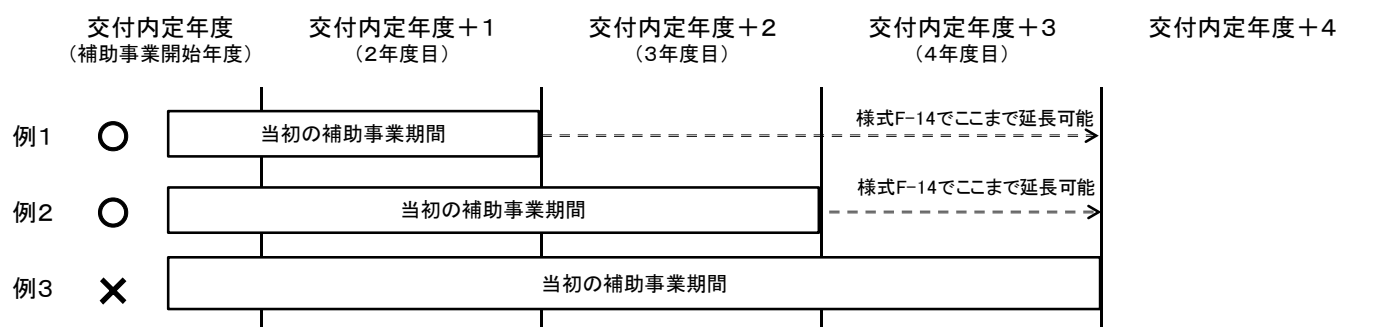 交付内定年度 交付内定年度＋1 交付内定年度＋2 交付内定年度＋3 交付内定年度＋4
（補助事業開始年度） （2年度目） （3年度目） （4年度目）
様式F-14でここまで延長可能
例1 ○ 当初の補助事業期間
様式F-14でここまで延長可能
例2 ○ 当初の補助事業期間
例3 × 当初の補助事業期間